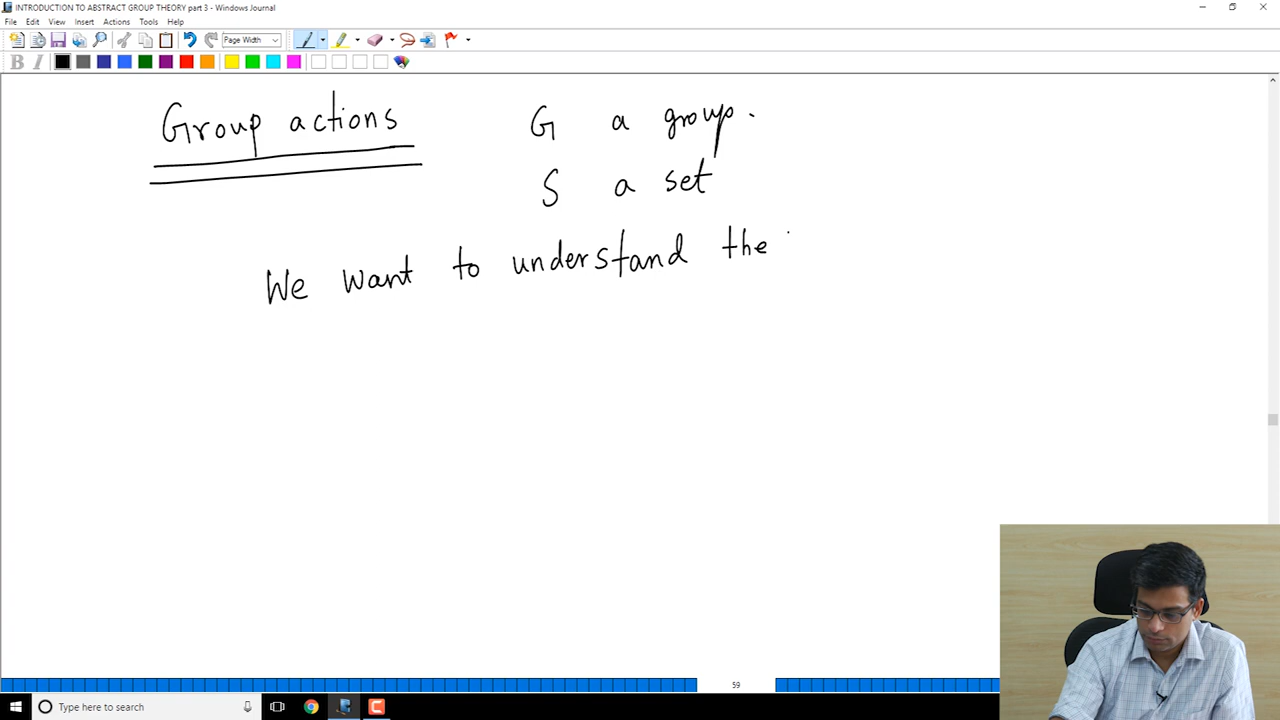 INTRODUCTION TO ABSTRACT GROUP THEORY part 3 - Windows Journal
File Edit View Insert Actions Tools Help
Page Width
B I
Group actions G a group.
S a set
We want to understand the
59
Type here to search